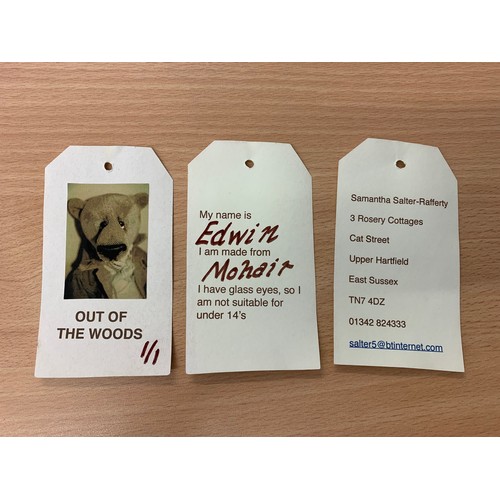 OUT OF
THE WOODS
1/1
My name is
Edwin
I am made from
Mohair
I have glass eyes, so I
am not suitable for
under 14's
Samantha Salter-Rafferty
3 Rosery Cottages
Cat Street
Upper Hartfield
East Sussex
TN7 4DZ
01342 824333
salter5@btinternet.com